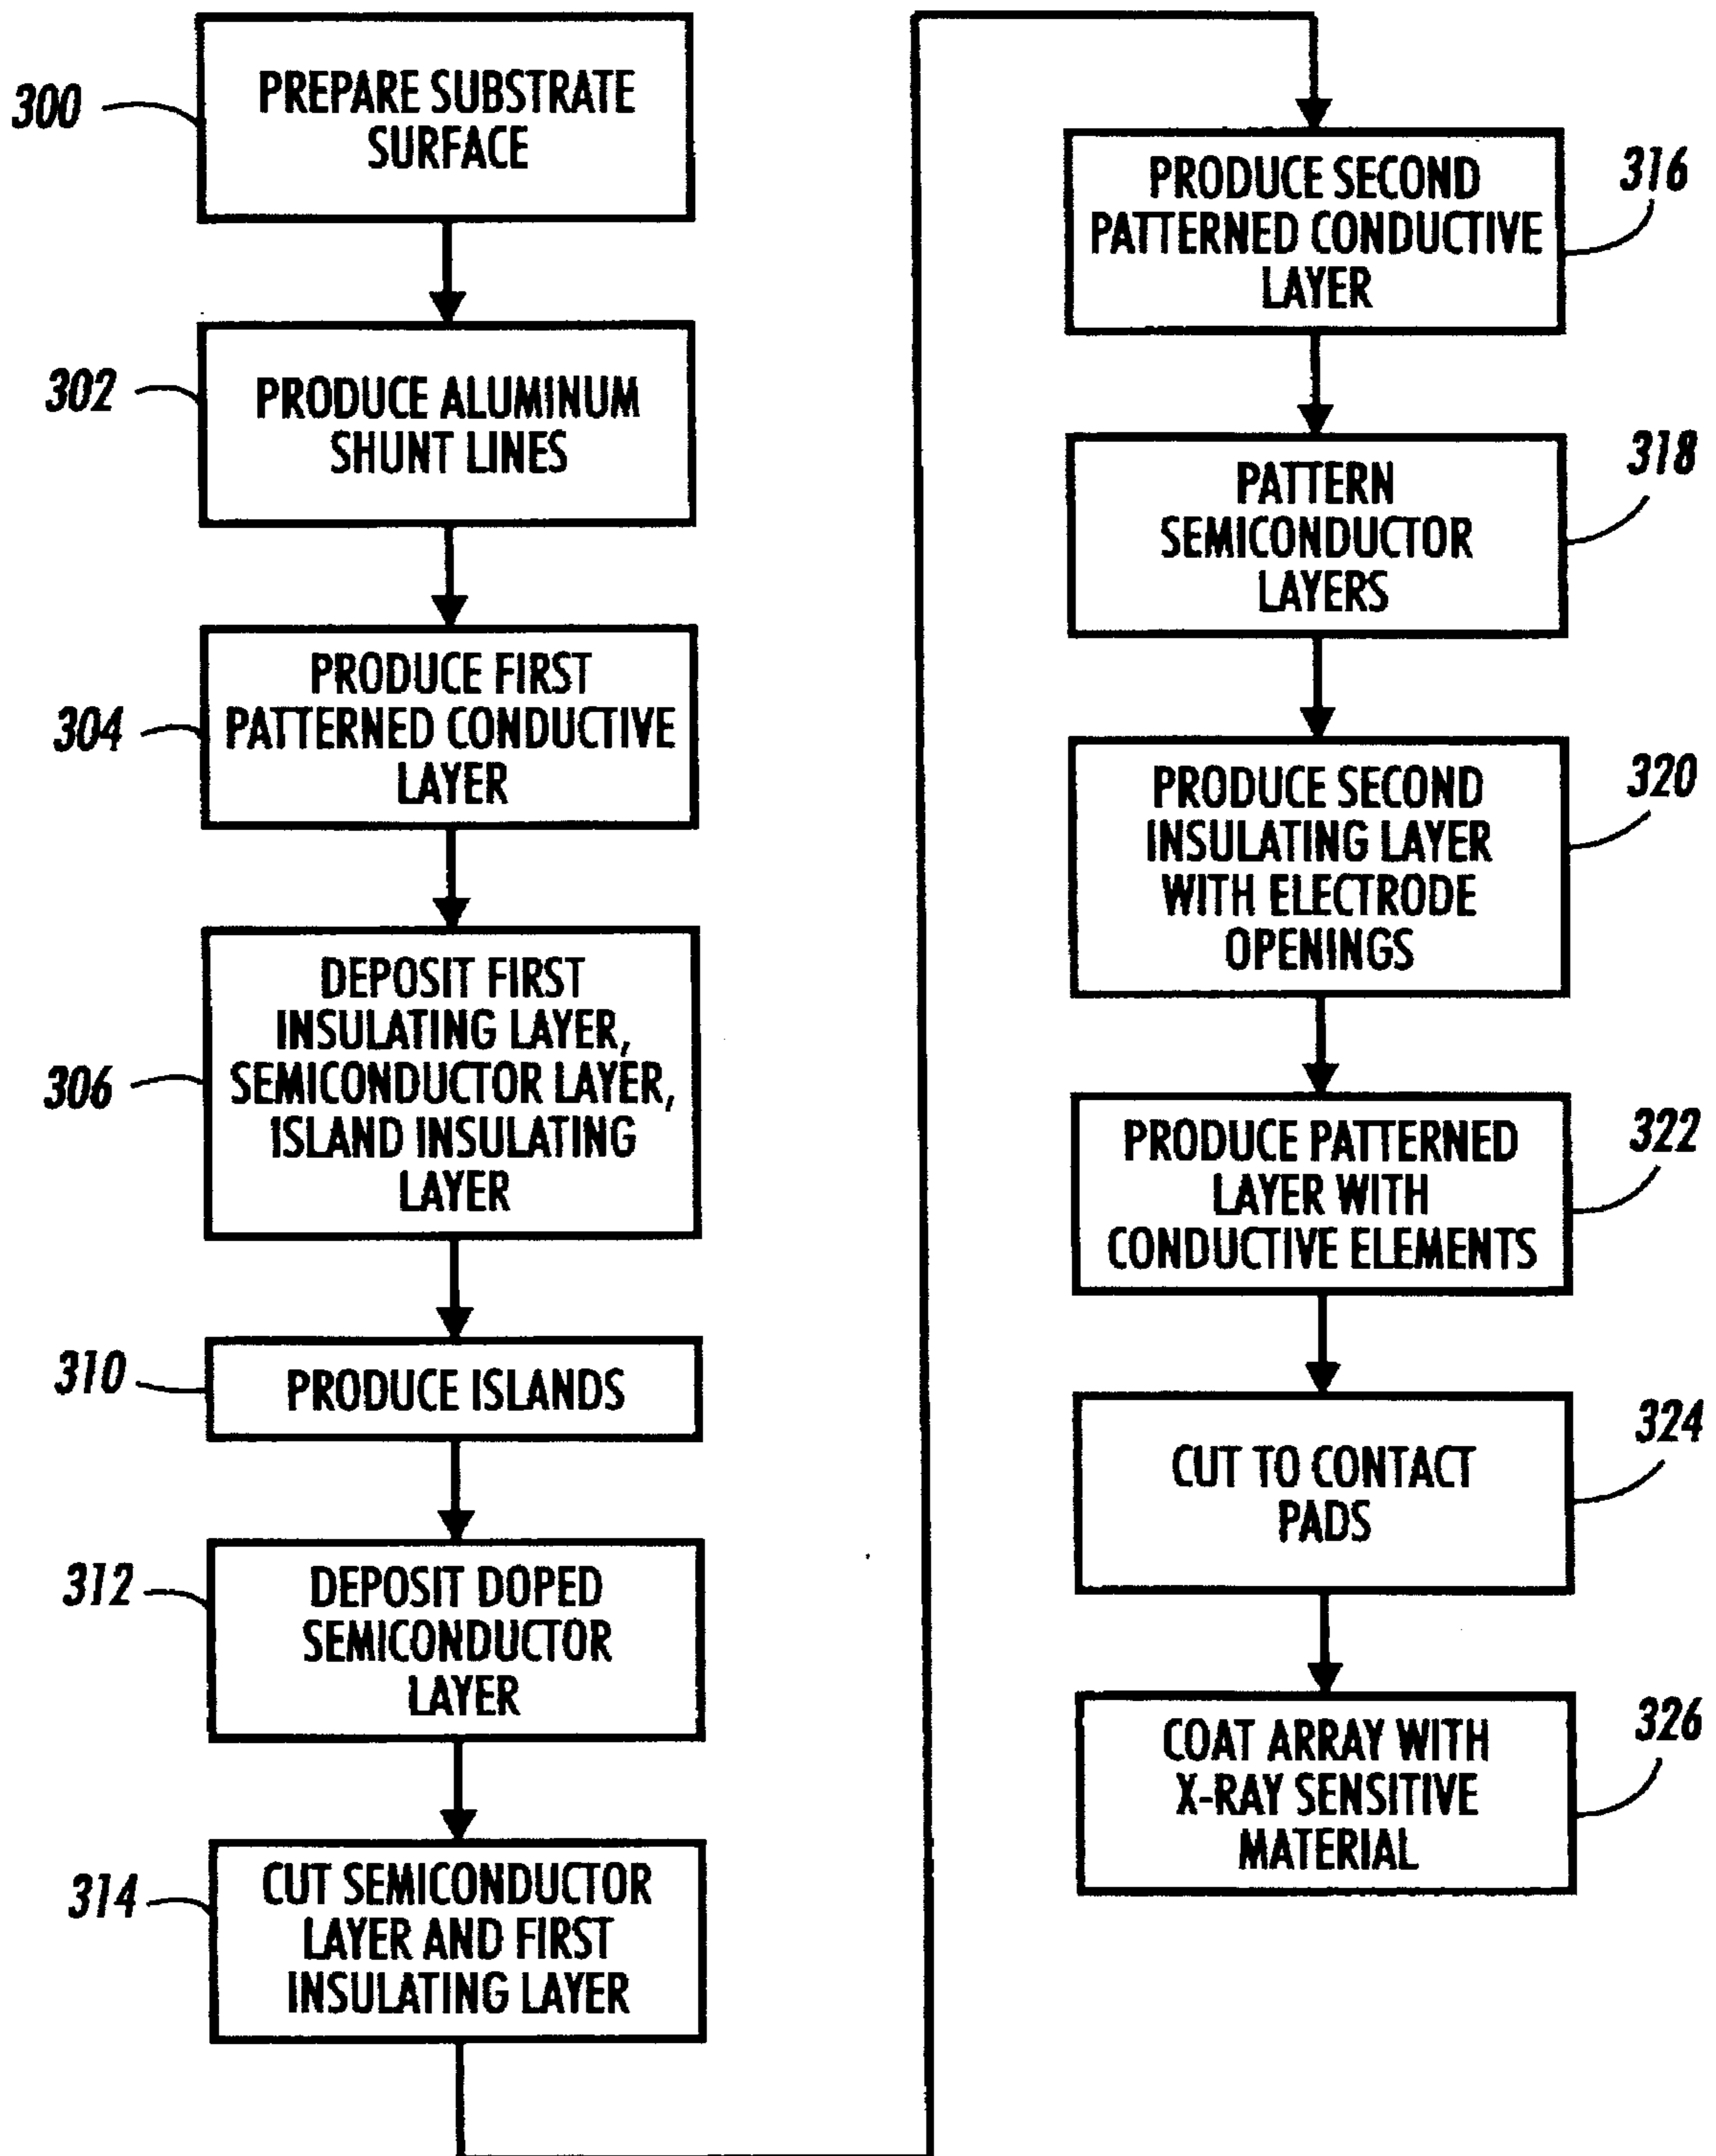 300
PREPARE SUBSTRATE
SURFACE
302
PRODUCE ALUMINUM
SHUNT LINES
304
PRODUCE FIRST
PATTERNED CONDUCTIVE
LAYER
306
DEPOSIT FIRST
INSULATING LAYER,
SEMICONDUCTOR LAYER,
ISLAND INSULATING
LAYER
310
PRODUCE ISLANDS
312
DEPOSIT DOPED
SEMICONDUCTOR
LAYER
314
CUT SEMICONDUCTOR
LAYER AND FIRST
INSULATING LAYER
316
PRODUCE SECOND
PATTERNED CONDUCTIVE
LAYER
318
PATTERN
SEMICONDUCTOR
LAYERS
320
PRODUCE SECOND
INSULATING LAYER
WITH ELECTRODE
OPENINGS
322
PRODUCE PATTERNED
LAYER WITH
CONDUCTIVE ELEMENTS
324
CUT TO CONTACT
PADS
326
COAT ARRAY WITH
X-RAY SENSITIVE
MATERIAL